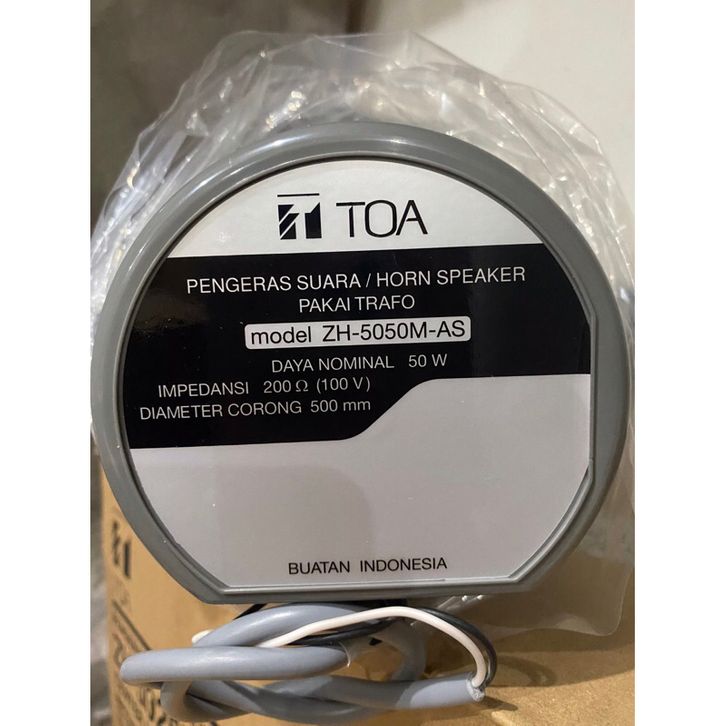 TOA
PENGERAS SUARA / HORN SPEAKER
PAKAI TRAFO
model ZH-5050M-AS
DAYA NOMINAL 50 W
IMPEDANSI 200 Ω (100 V)
DIAMETER CORONG 500 mm
BUATAN INDONESIA